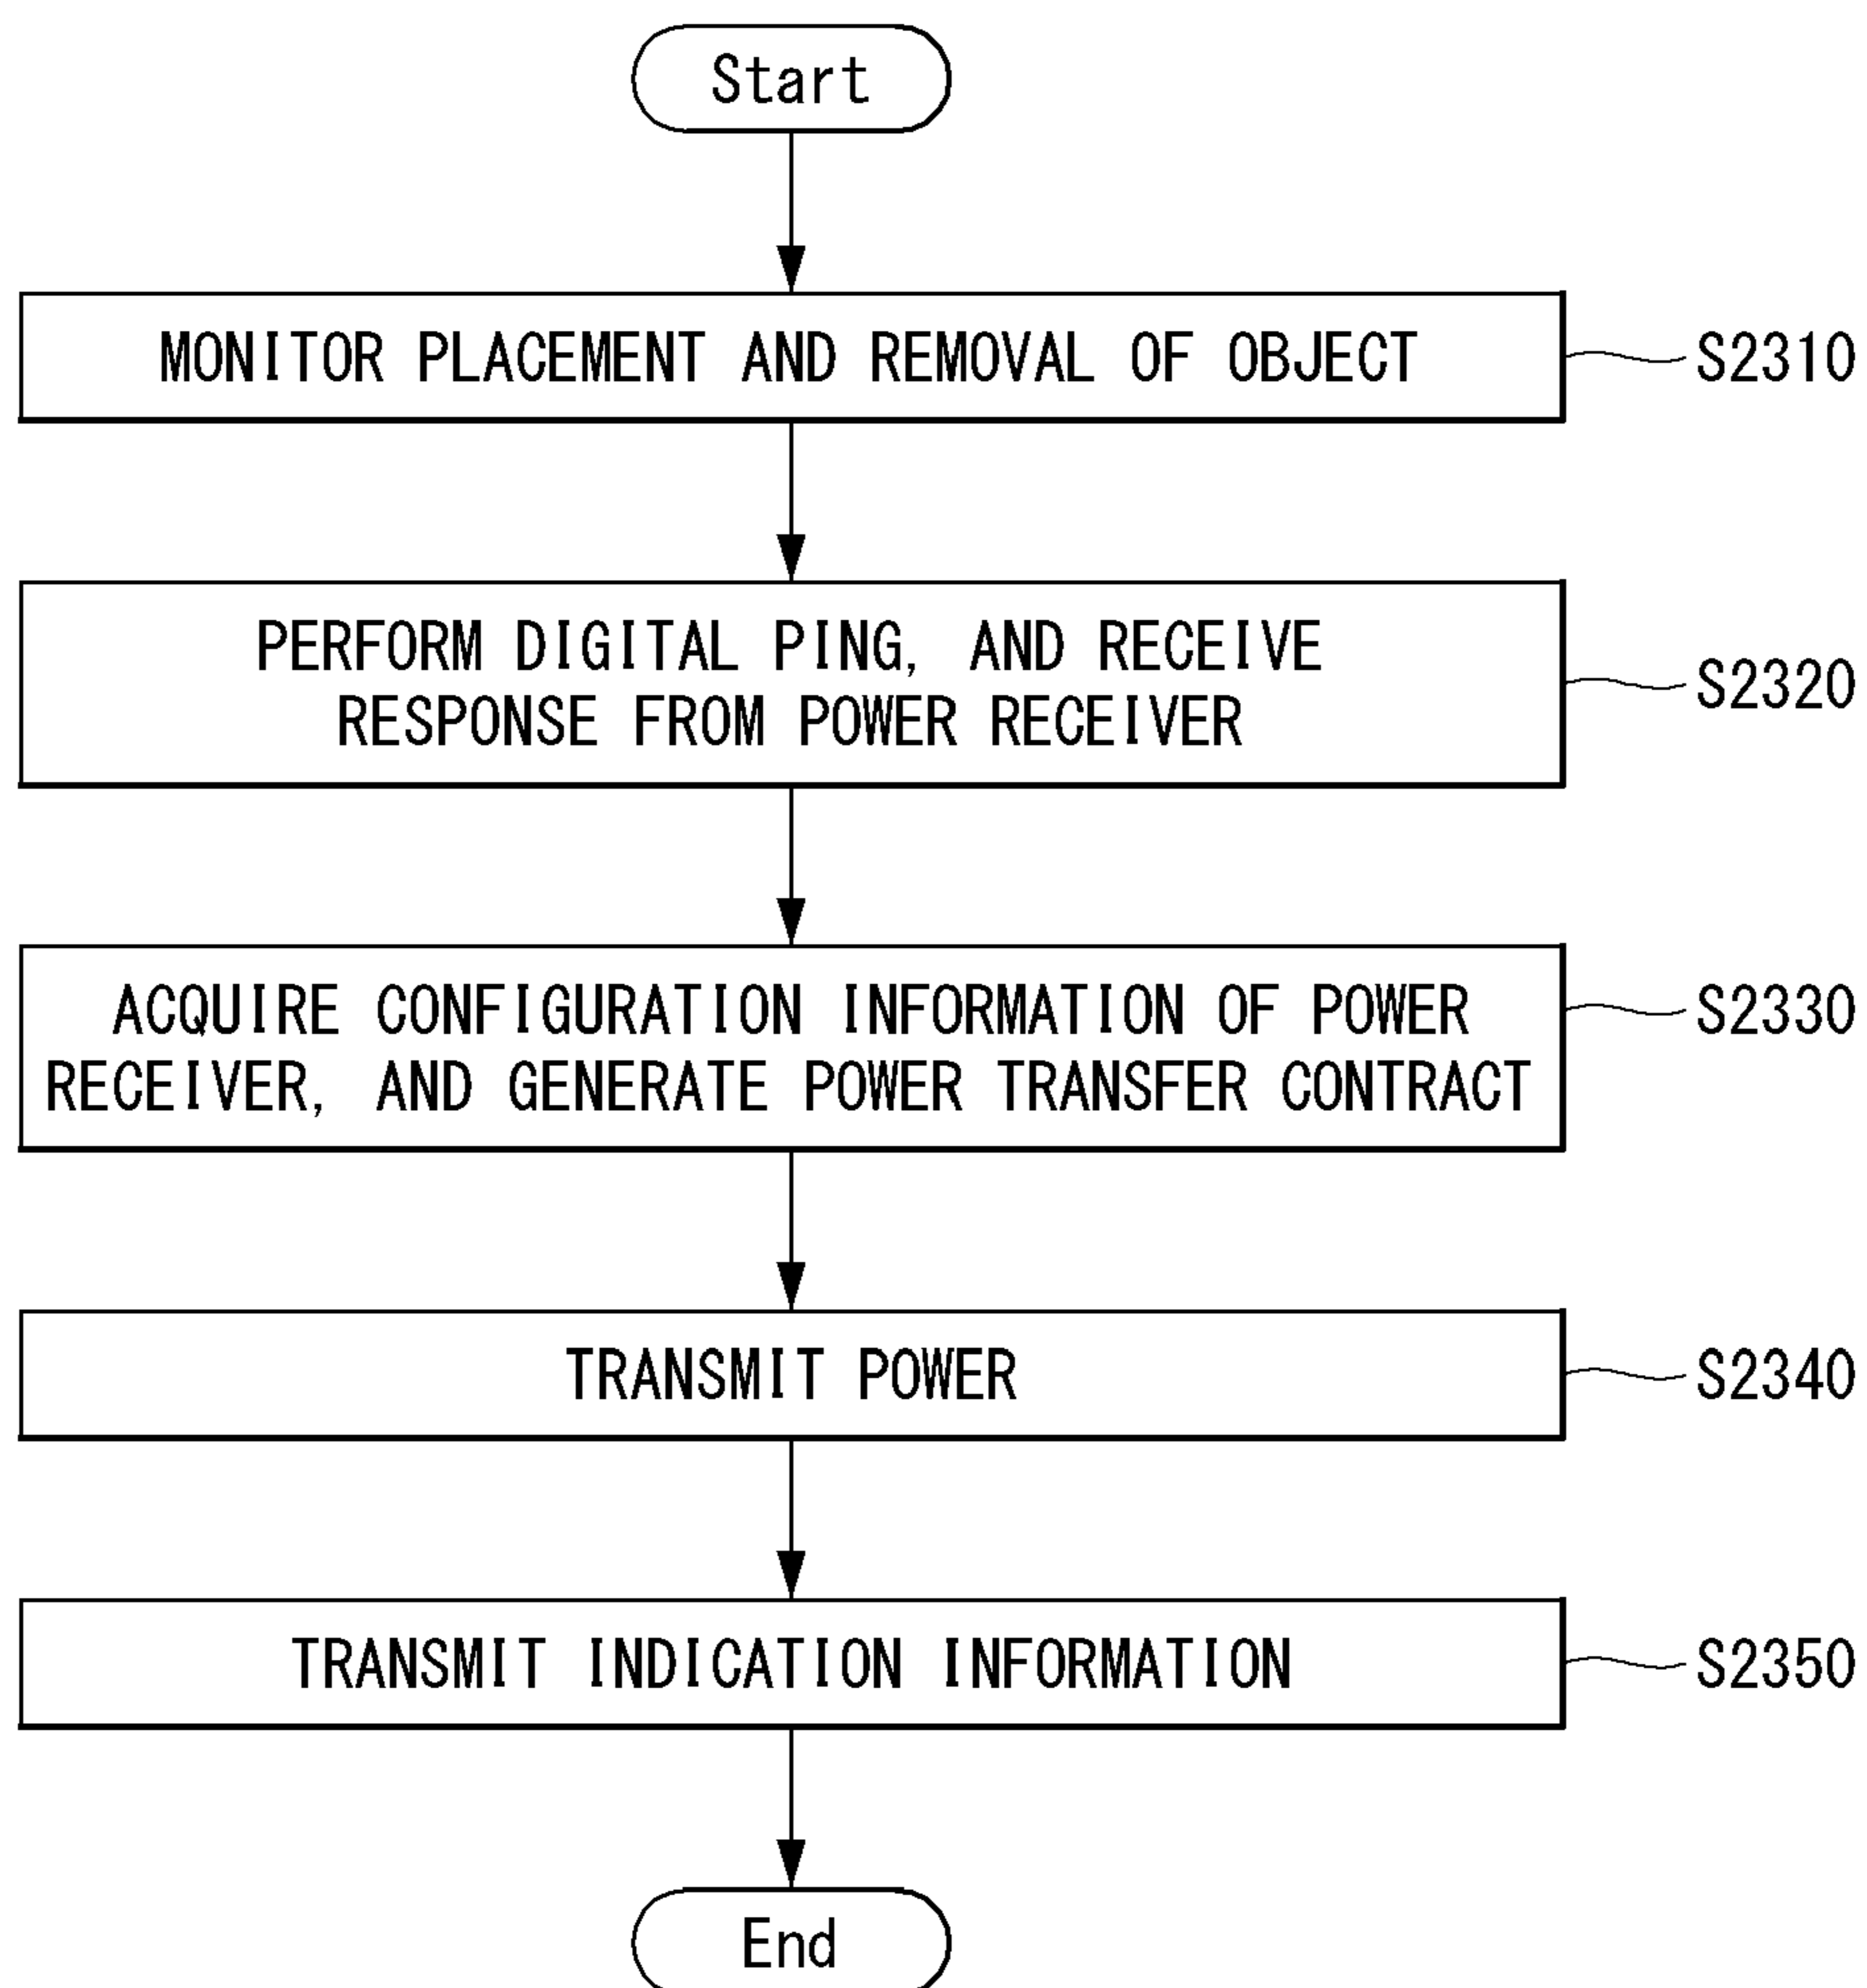 Start
MONITOR PLACEMENT AND REMOVAL OF OBJECT
S2310
PERFORM DIGITAL PING, AND RECEIVE
RESPONSE FROM POWER RECEIVER
S2320
ACQUIRE CONFIGURATION INFORMATION OF POWER
RECEIVER, AND GENERATE POWER TRANSFER CONTRACT
S2330
TRANSMIT POWER
S2340
TRANSMIT INDICATION INFORMATION
S2350
End